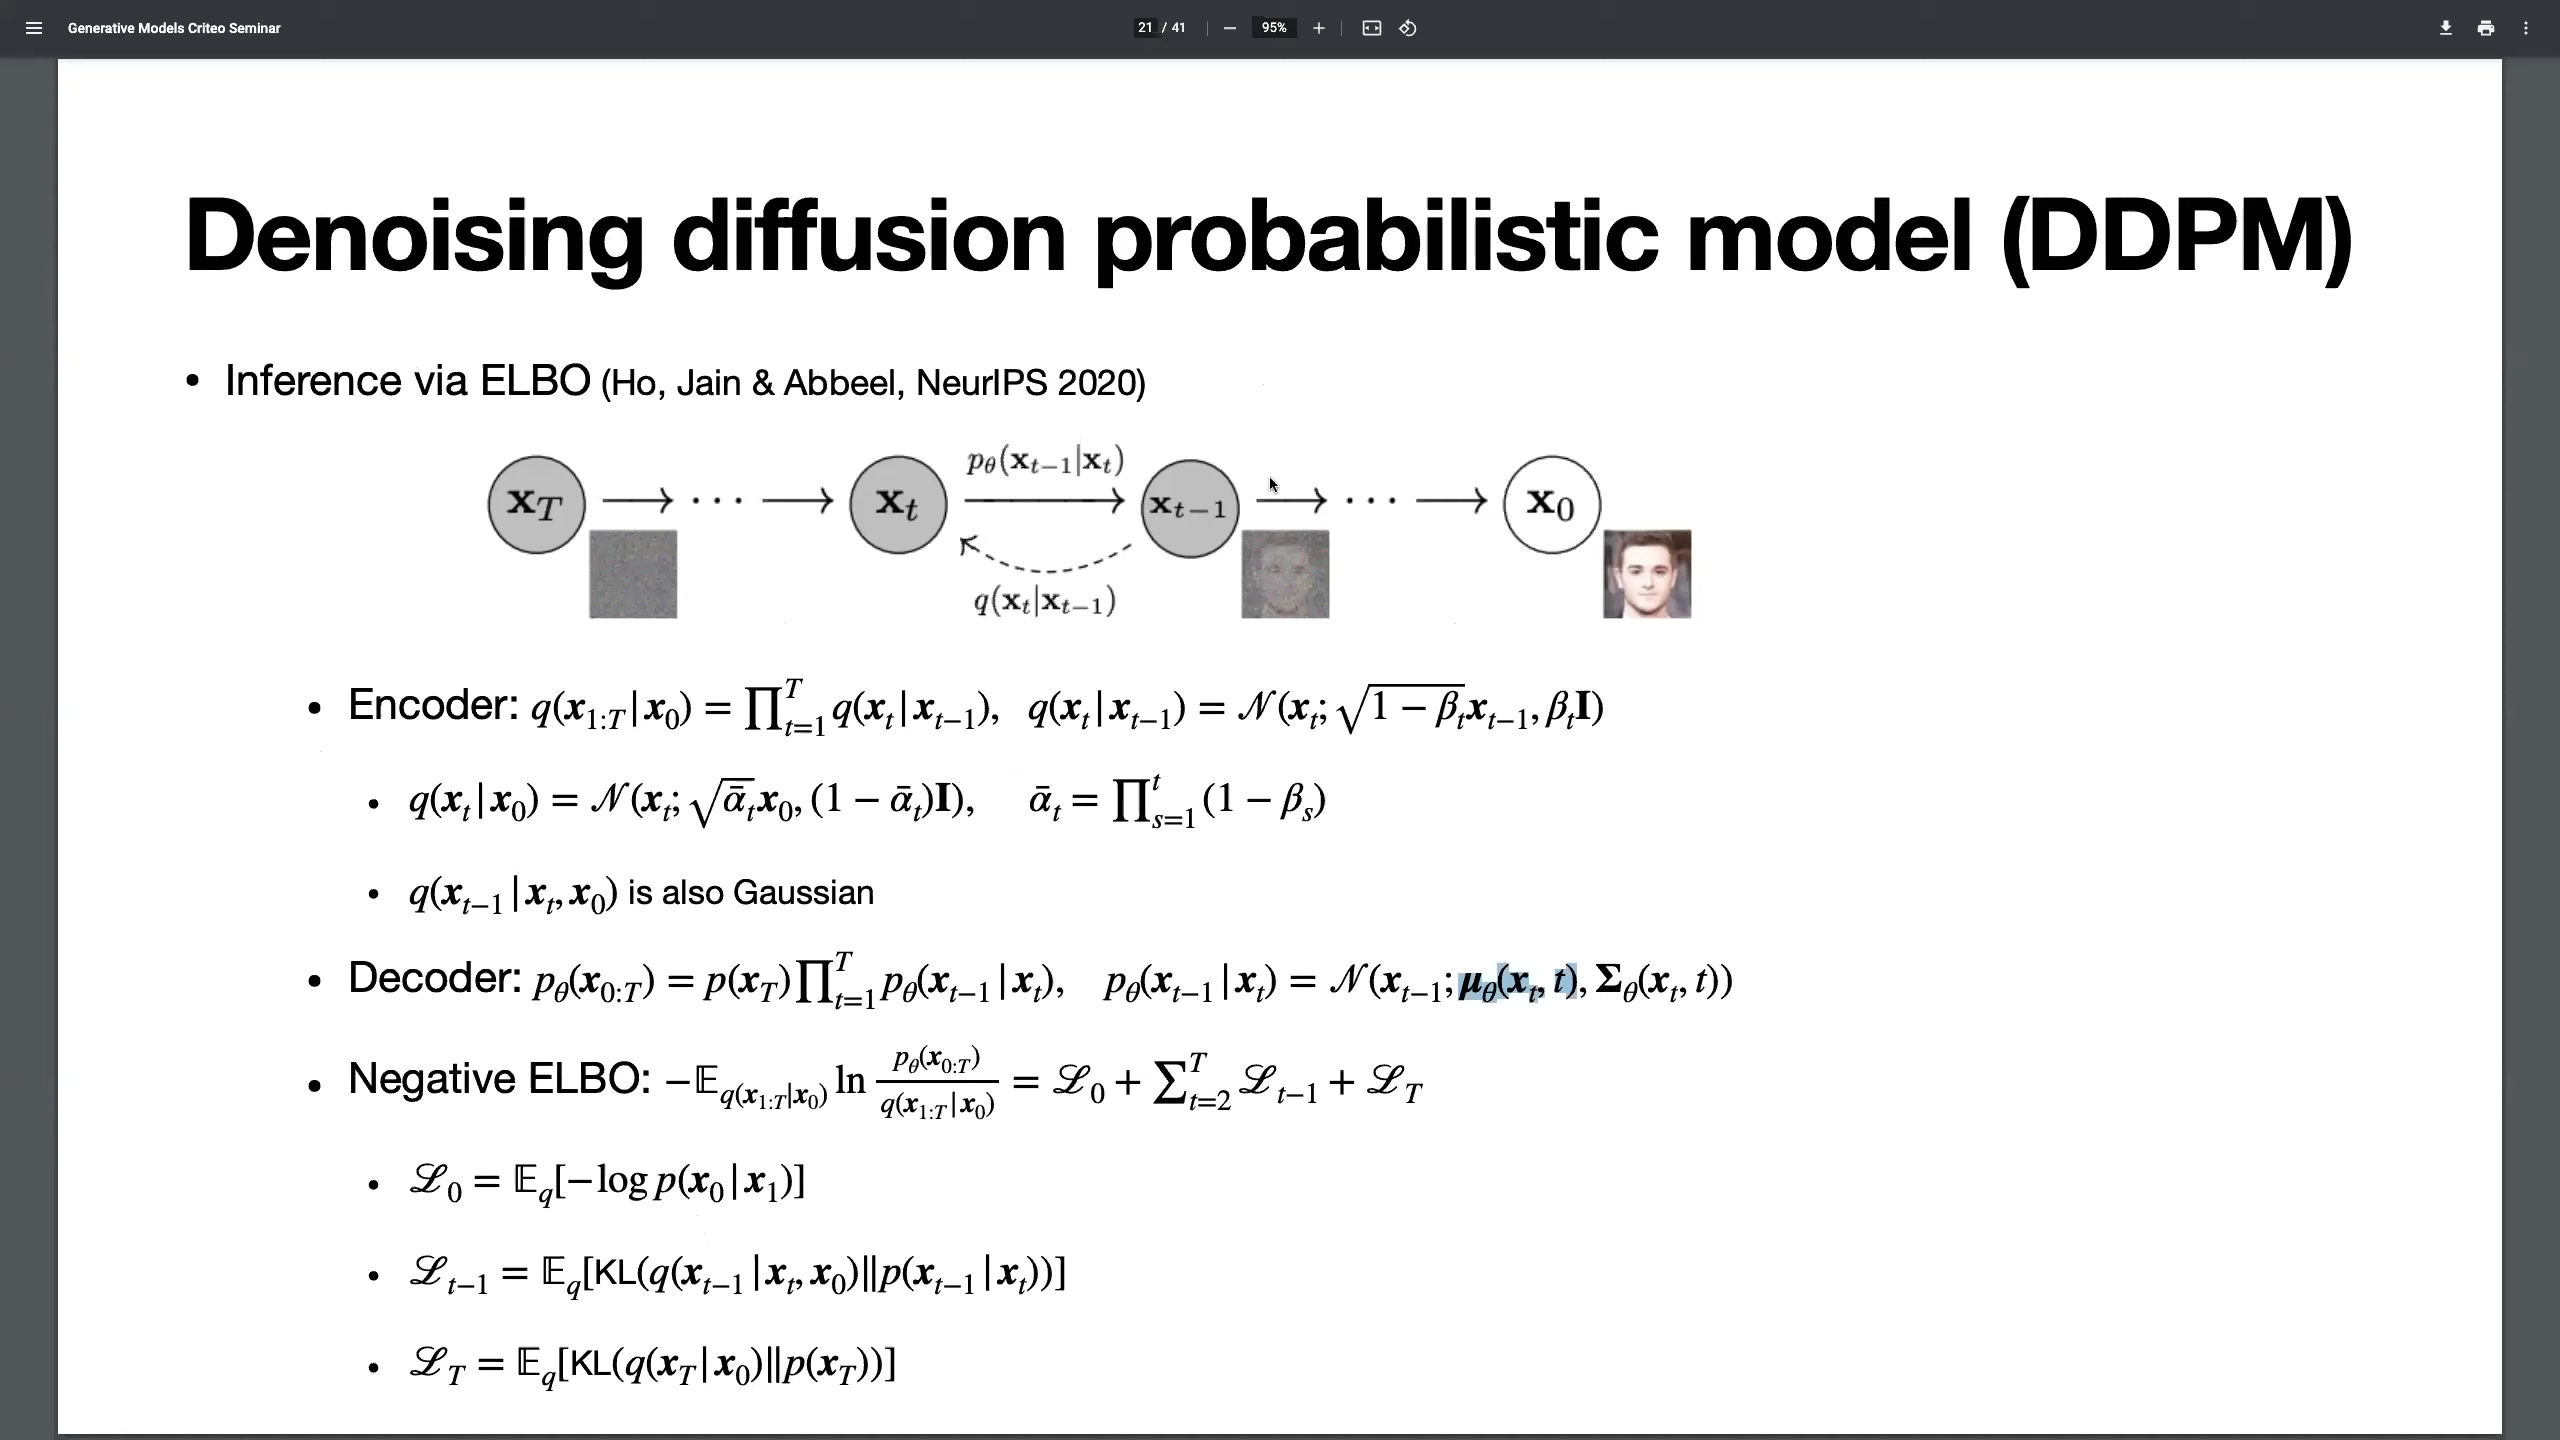 Generative Models Criteo Seminar
21 / 41
95%
Denoising diffusion probabilistic model (DDPM)
• Inference via ELBO (Ho, Jain & Abbeel, NeurIPS 2020)
x_T → ··· → x_t → x_{t−1} → ··· → x_0
p_θ(x_{t−1}|x_t)
q(x_t|x_{t−1})
• Encoder: q(x_{1:T}|x_0) = ∏_{t=1}^T q(x_t|x_{t−1}), q(x_t|x_{t−1}) = 𝒩(x_t; √(1 − β_t)x_{t−1}, β_t I)
• q(x_t|x_0) = 𝒩(x_t; √ᾱ_t x_0, (1 − ᾱ_t)I), ᾱ_t = ∏_{s=1}^t (1 − β_s)
• q(x_{t−1}|x_t, x_0) is also Gaussian
• Decoder: p_θ(x_{0:T}) = p(x_T)∏_{t=1}^T p_θ(x_{t−1}|x_t), p_θ(x_{t−1}|x_t) = 𝒩(x_{t−1}; μ_θ(x_t, t), Σ_θ(x_t, t))
• Negative ELBO: −𝔼_{q(x_{1:T}|x_0)} ln p_θ(x_{0:T}) / q(x_{1:T}|x_0) = ℒ_0 + ∑_{t=2}^T ℒ_{t−1} + ℒ_T
• ℒ_0 = 𝔼_q[−log p(x_0|x_1)]
• ℒ_{t−1} = 𝔼_q[KL(q(x_{t−1}|x_t, x_0)‖p(x_{t−1}|x_t))]
• ℒ_T = 𝔼_q[KL(q(x_T|x_0)‖p(x_T))]